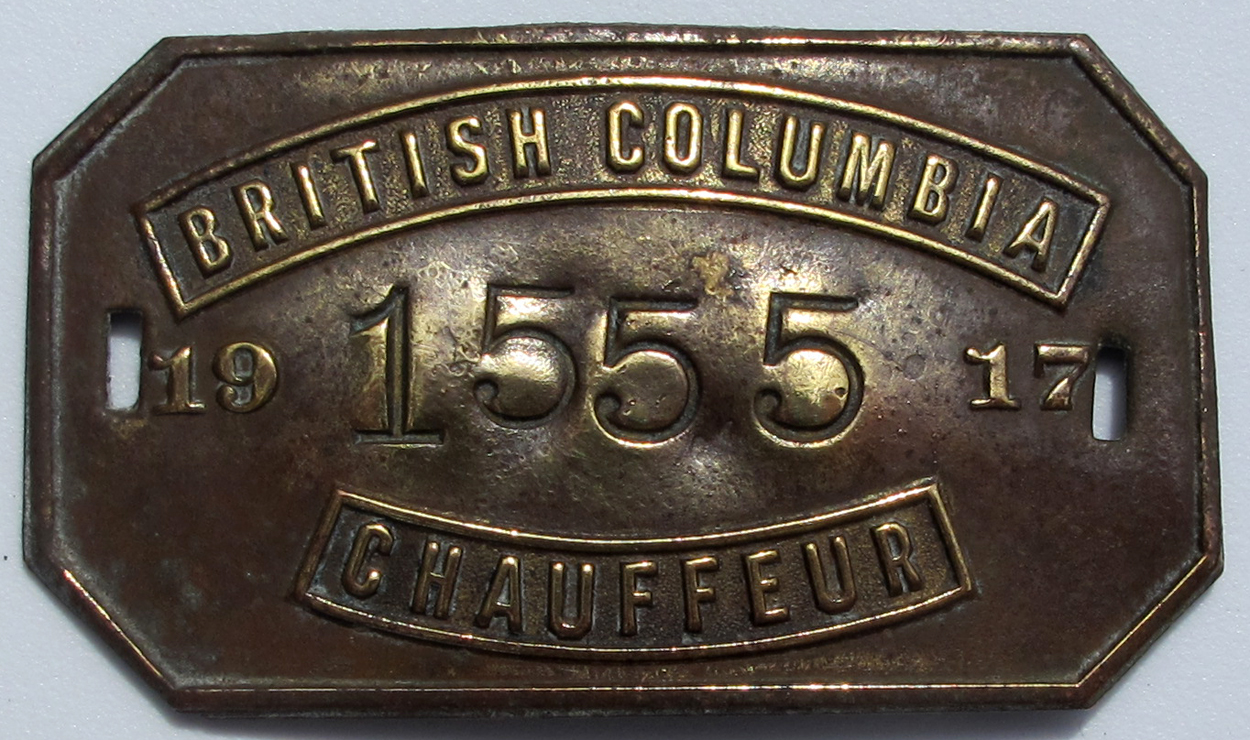 BRITISH COLUMBIA
19 1555 17
CHAUFFEUR